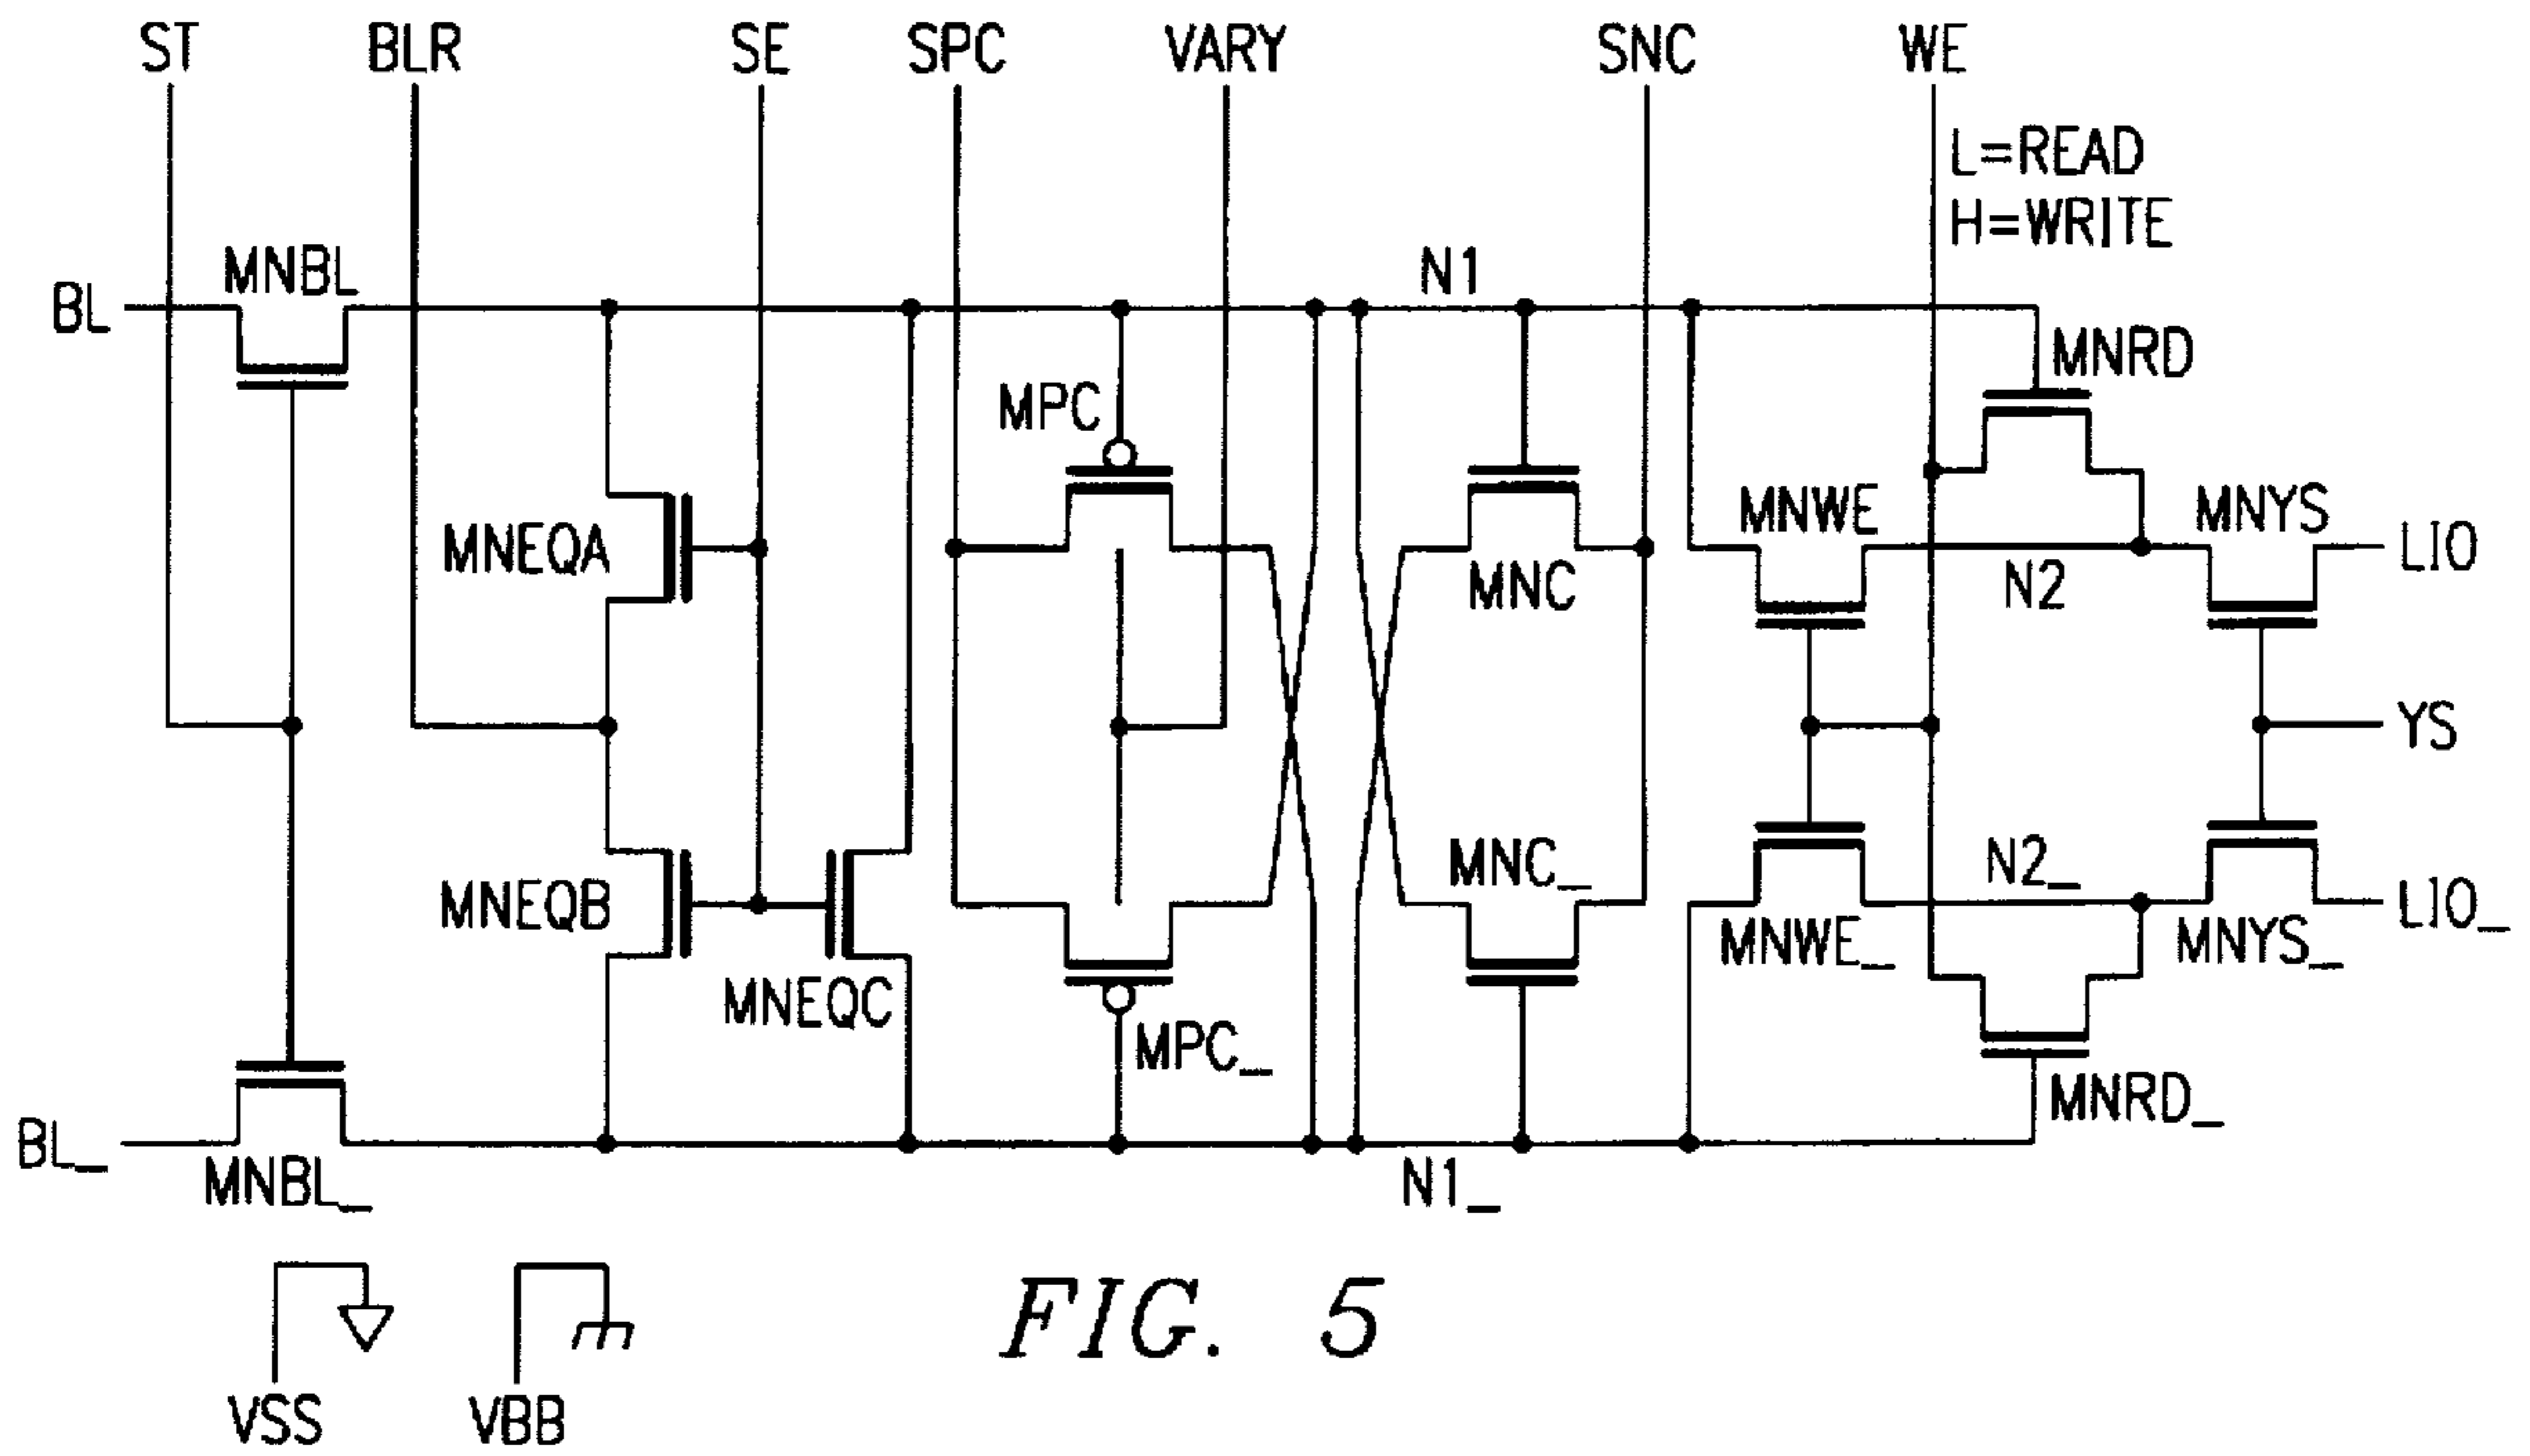 ST BLR SE SPC VARY SNC WE
L=READ
H=WRITE
MNBL
N1
BL
MNRD
MPC
MNWE
MNYS
MNEQA
LIO
MNC
N2
YS
MNC_
N2_
MNEQB
LIO_
MNWE_
MNYS_
MNEQC
MPC_
MNRD_
BL_
MNBL_
N1_
FIG. 5
VSS
VBB